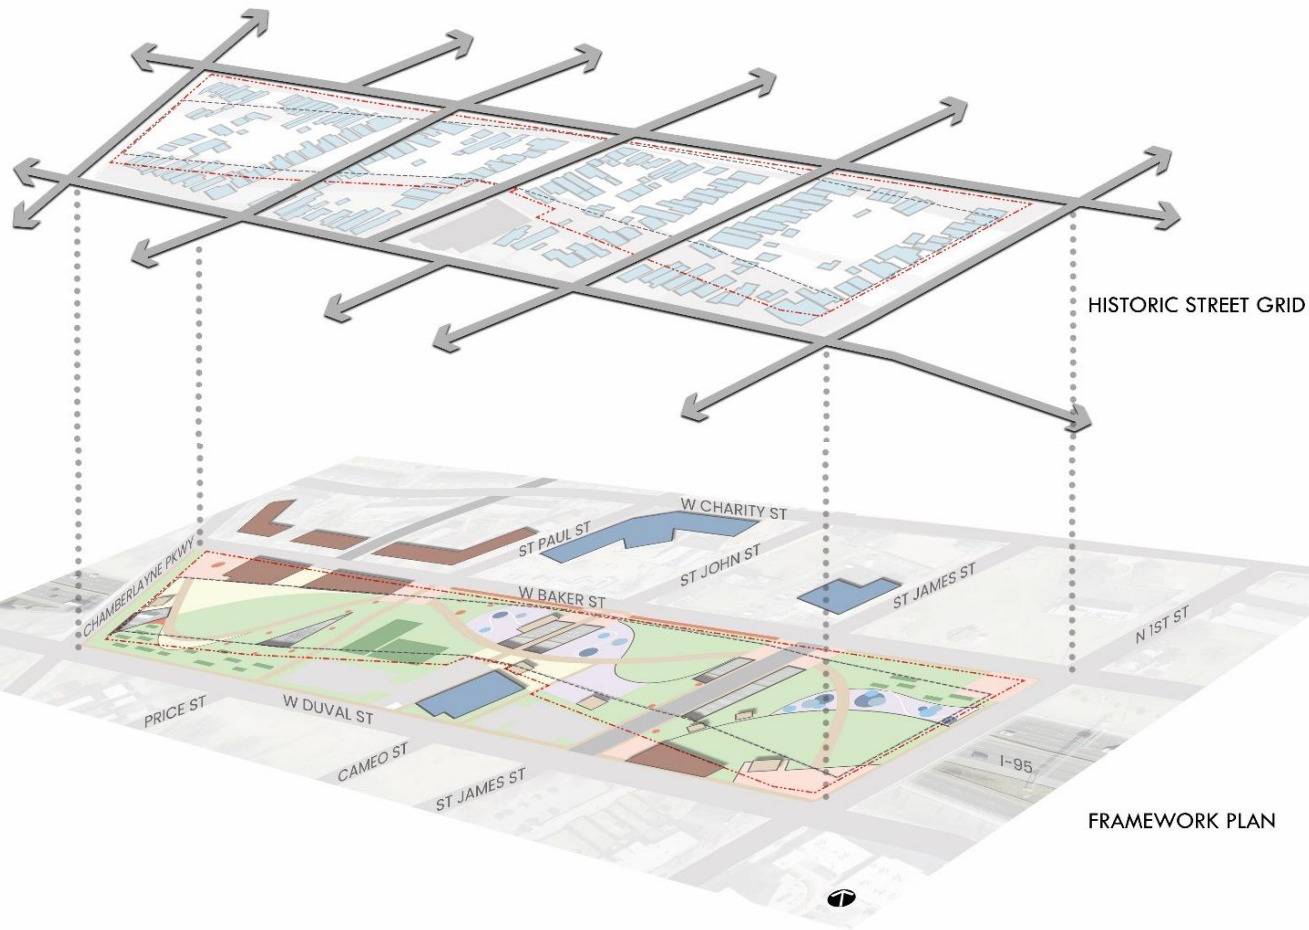 HISTORIC STREET GRID
W CHARITY ST
ST PAUL ST
ST JOHN ST
CHAMBERLAYNE PKWY
W BAKER ST
ST JAMES ST
N 1ST ST
PRICE ST
W DUVAL ST
CAMEO ST
ST JAMES ST
I-95
FRAMEWORK PLAN